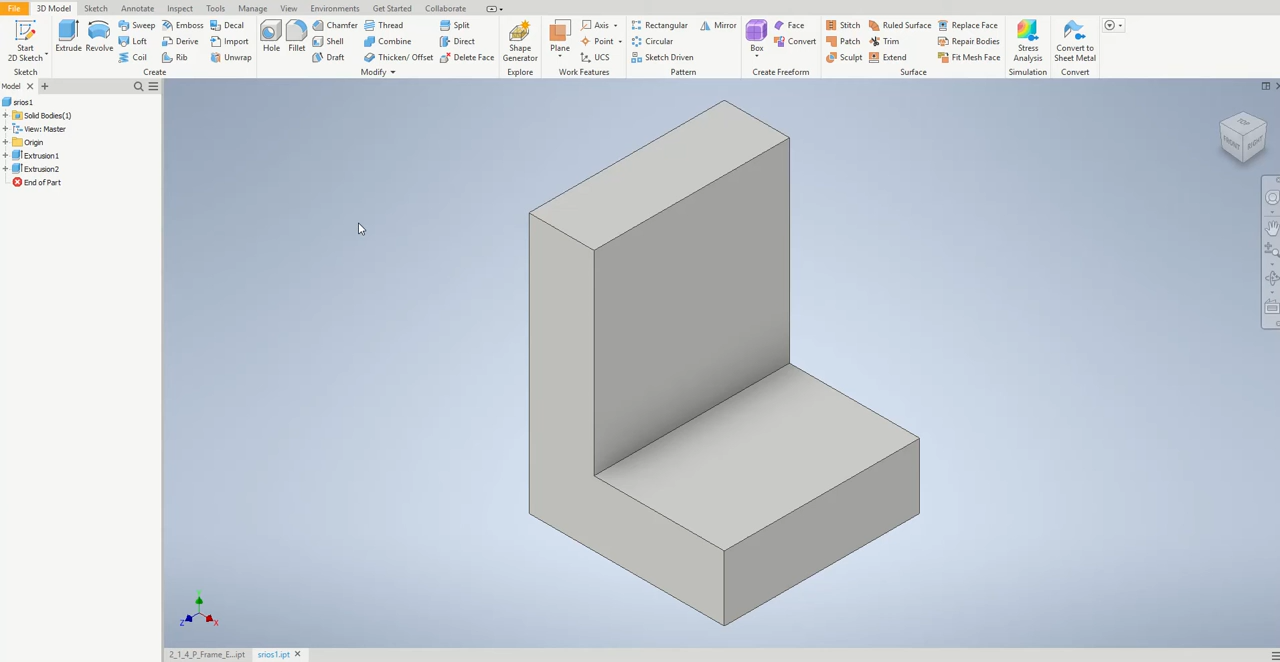 File 3D Model Sketch Annotate Inspect Tools Manage View Environments Get Started Collaborate
Start
2D Sketch
Sketch
Extrude
Revolve
Sweep
Emboss
Decal
Loft
Derive
Import
Coil
Rib
Unwrap
Create
Hole
Fillet
Chamfer
Thread
Split
Shell
Combine
Direct
Draft
Thicken/ Offset
Delete Face
Modify
Shape
Generator
Explore
Plane
Axis
Point
UCS
Work Features
Rectangular
Mirror
Circular
Sketch Driven
Pattern
Box
Face
Convert
Create Freeform
Stitch
Ruled Surface
Replace Face
Patch
Trim
Repair Bodies
Sculpt
Extend
Fit Mesh Face
Surface
Stress
Analysis
Simulation
Convert to
Sheet Metal
Convert
Model
srios1
Solid Bodies(1)
View: Master
Origin
Extrusion1
Extrusion2
End of Part
TOP
FRONT
RIGHT
Y
Z
X
2_1_4_P_Frame_E...ipt
srios1.ipt